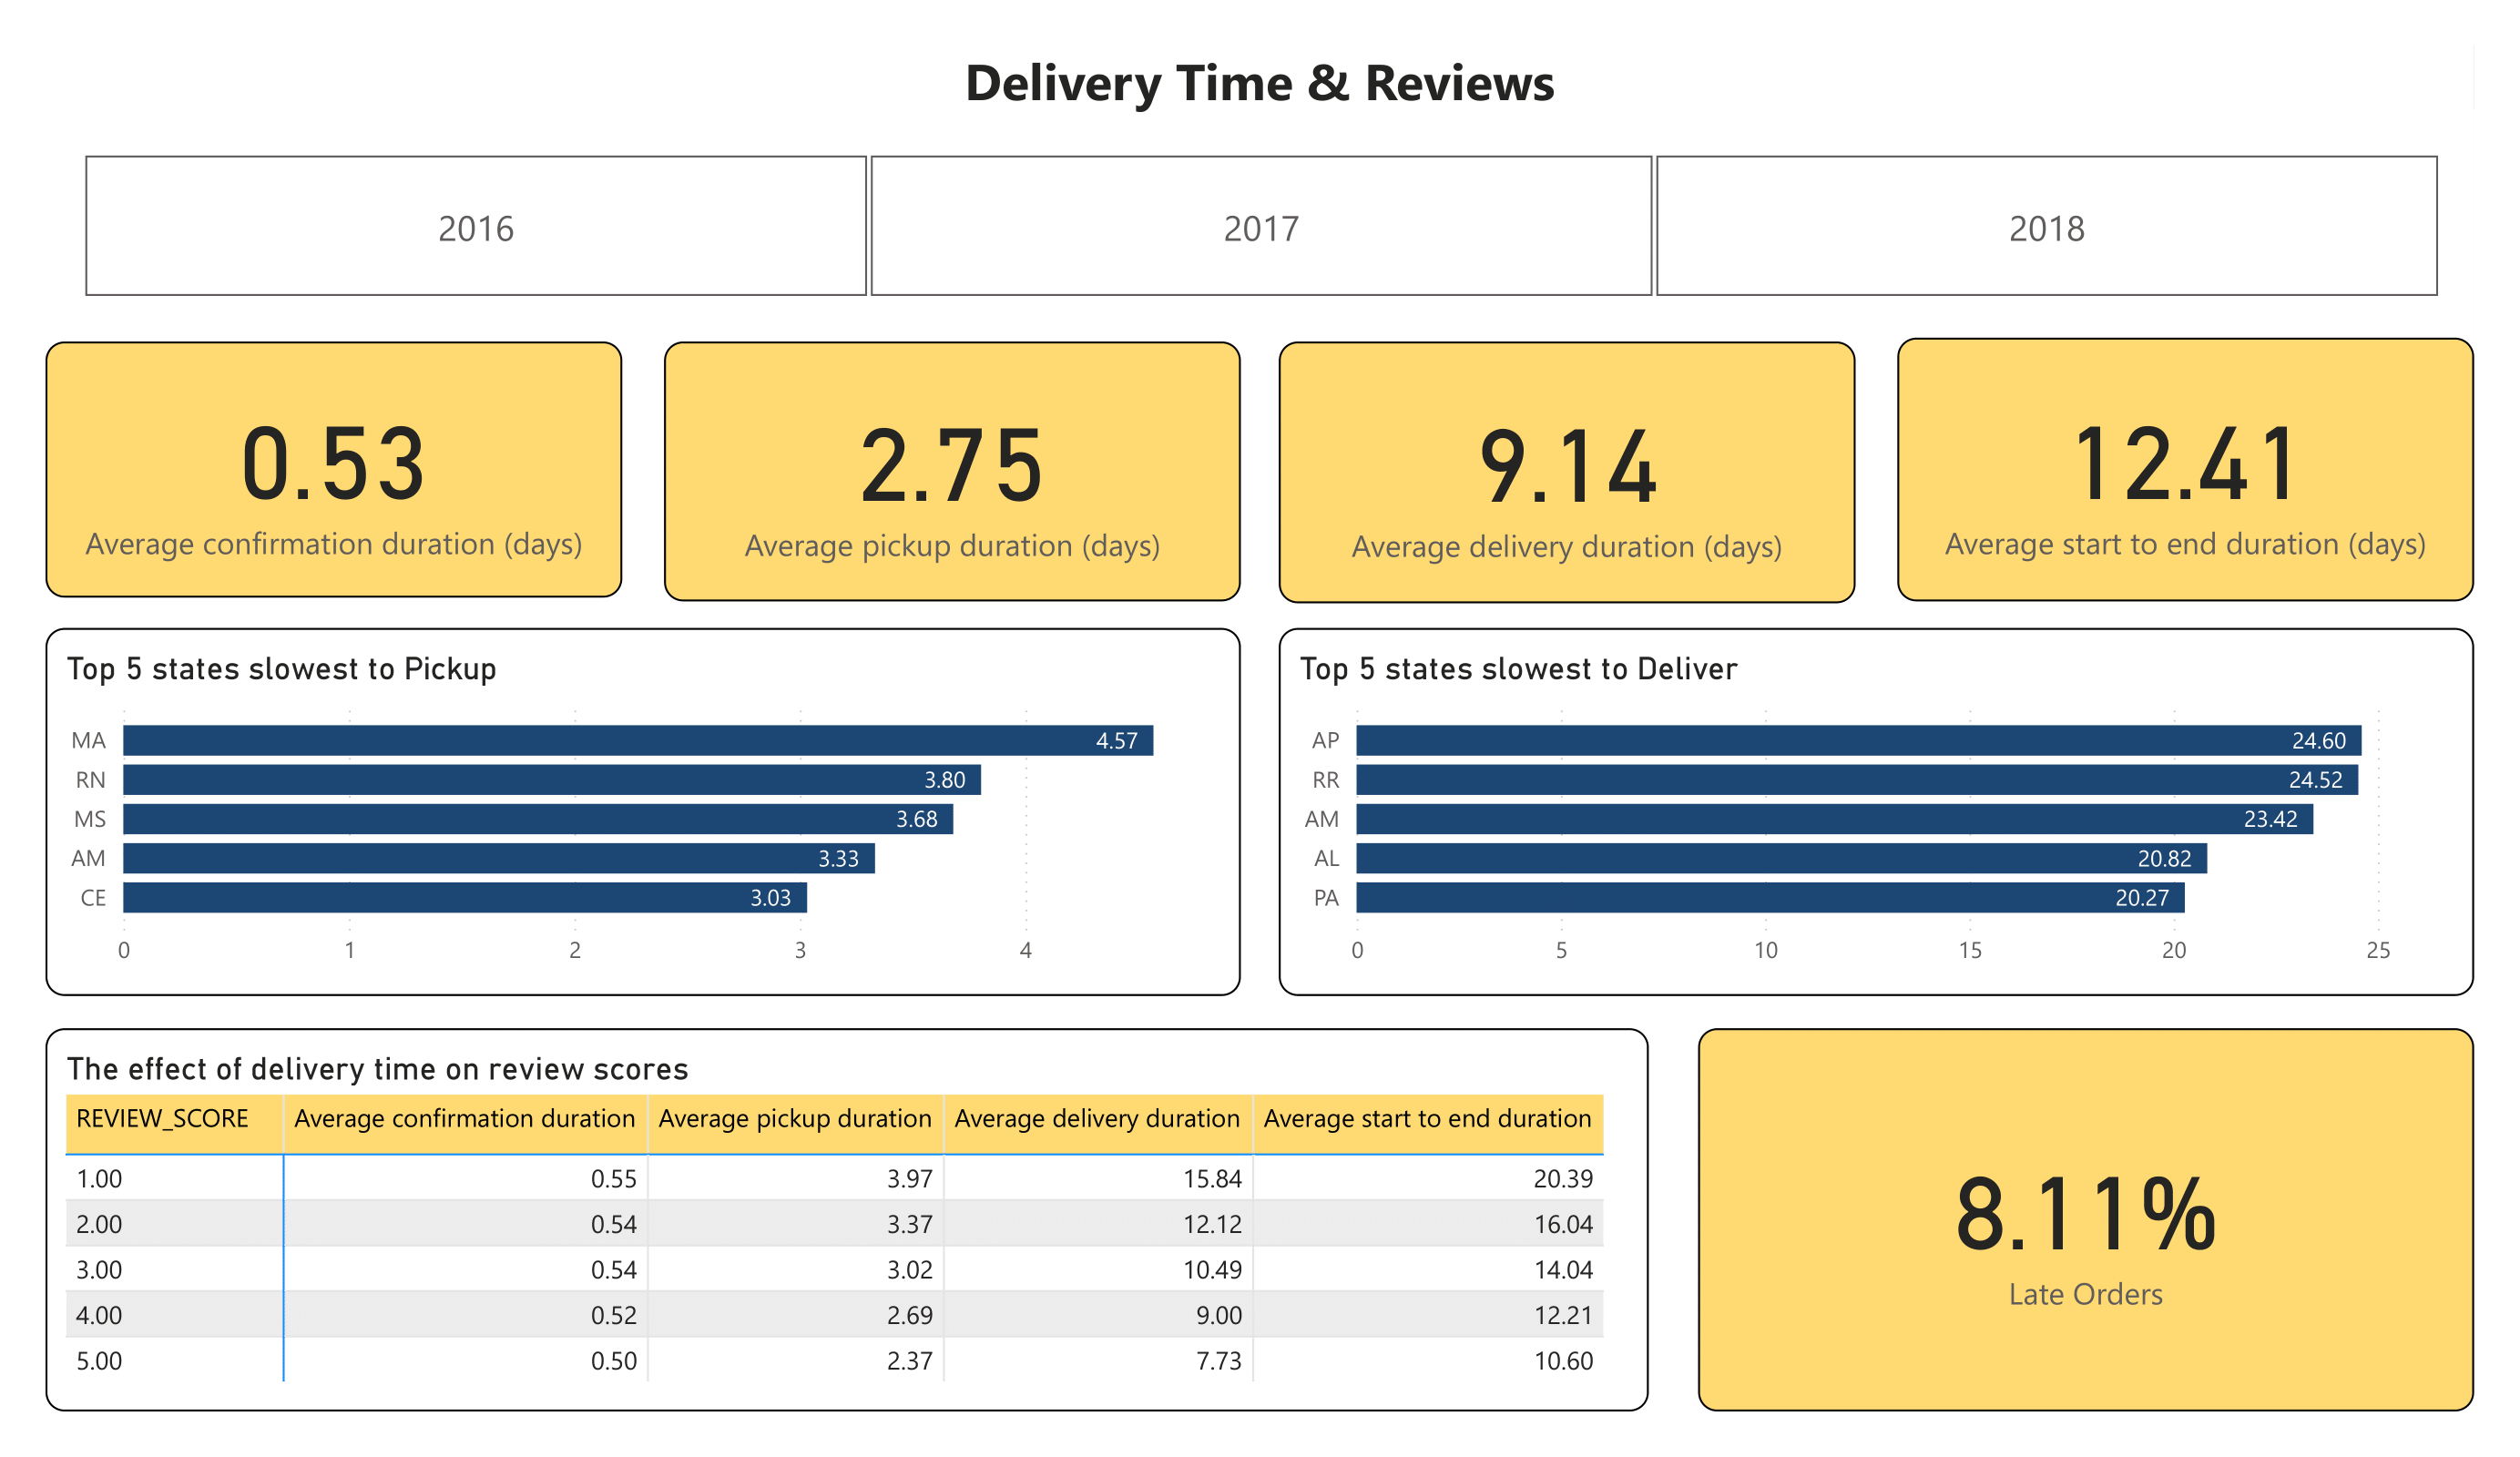 Delivery Time & Reviews
2016 2017 2018
0.53 2.75 9.14 12.41
Average confirmation duration (days) Average pickup duration (days) Average delivery duration (days) Average start to end duration (days)
Top 5 states slowest to Pickup
MA 4.57
RN 3.80
MS 3.68
AM 3.33
CE 3.03
0 1 2 3 4
Top 5 states slowest to Deliver
AP 24.60
RR 24.52
AM 23.42
AL 20.82
PA 20.27
0 5 10 15 20 25
The effect of delivery time on review scores
REVIEW_SCORE Average confirmation duration Average pickup duration Average delivery duration Average start to end duration
1.00 0.55 3.97 15.84 20.39
2.00 0.54 3.37 12.12 16.04
3.00 0.54 3.02 10.49 14.04
4.00 0.52 2.69 9.00 12.21
5.00 0.50 2.37 7.73 10.60
8.11%
Late Orders